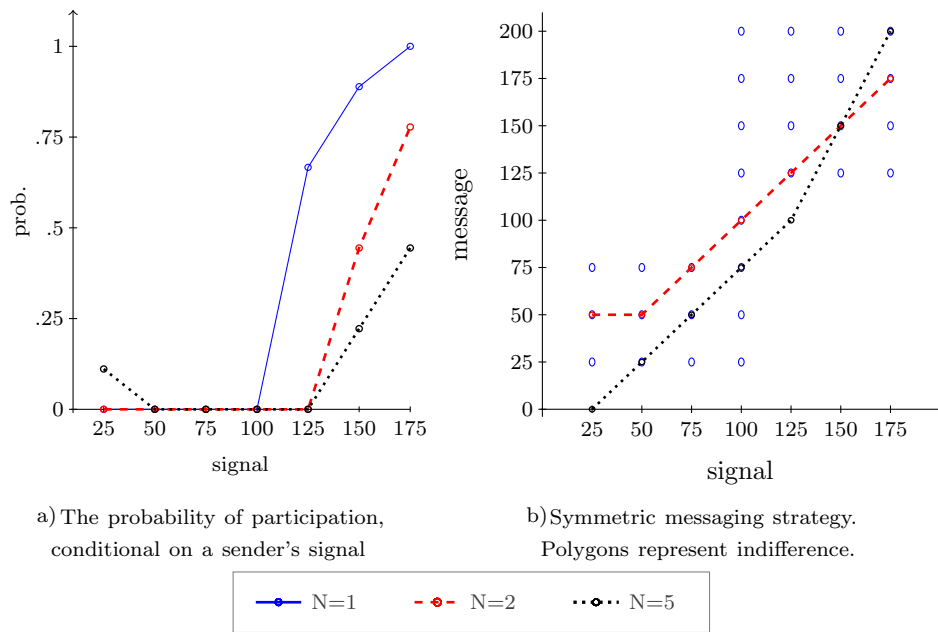 1
.75
.5
.25
0
prob.
25 50 75 100 125 150 175
signal
200
175
150
125
100
75
50
25
0
message
25 50 75 100 125 150 175
signal
a) The probability of participation,
conditional on a sender's signal
b) Symmetric messaging strategy.
Polygons represent indifference.
N=1 N=2 N=5